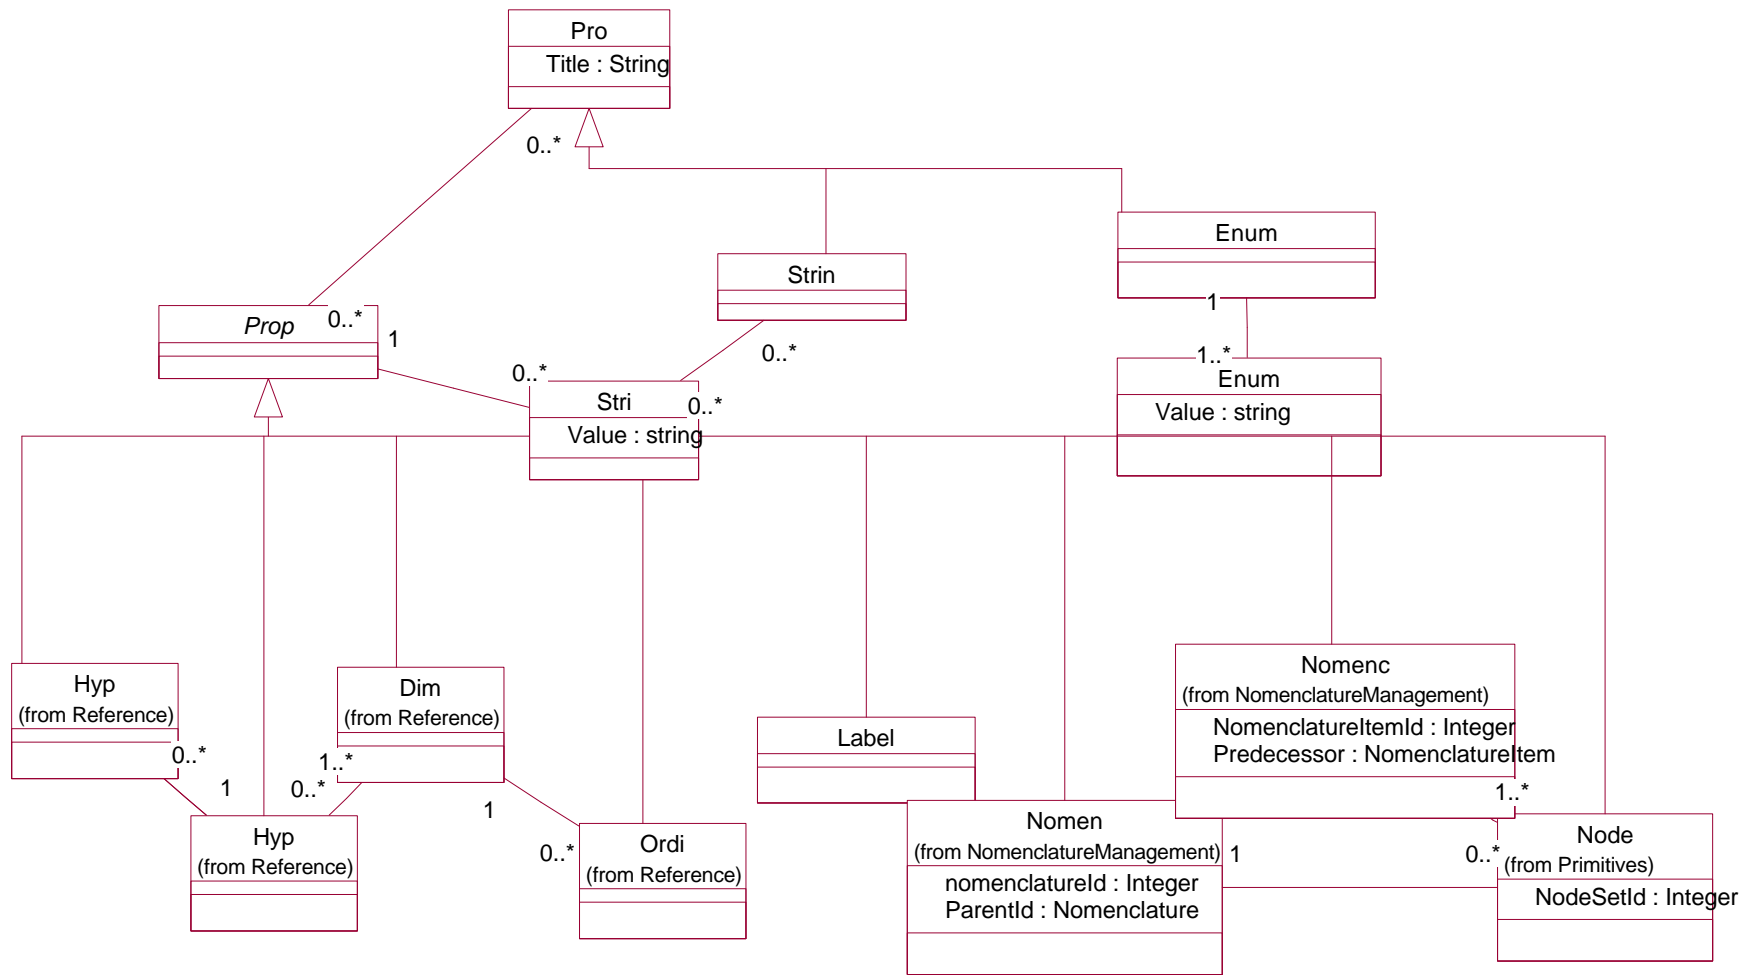 Pro
Title : String
0..*
Enum
Strin
1
0..*
Prop
1
0..*
1..*
0..*
Enum
Stri
0..*
Value : string
Value : string
Hyp
(from Reference)
Dim
(from Reference)
Nomenc
(from NomenclatureManagement)
NomenclatureItemId : Integer
Predecessor : NomenclatureItem
Label
0..*
1..*
1
0..*
1
1..*
Hyp
(from Reference)
Ordi
(from Reference)
0..*
Nomen
(from NomenclatureManagement)
nomenclatureId : Integer
ParentId : Nomenclature
1
0..*
Node
(from Primitives)
NodeSetId : Integer